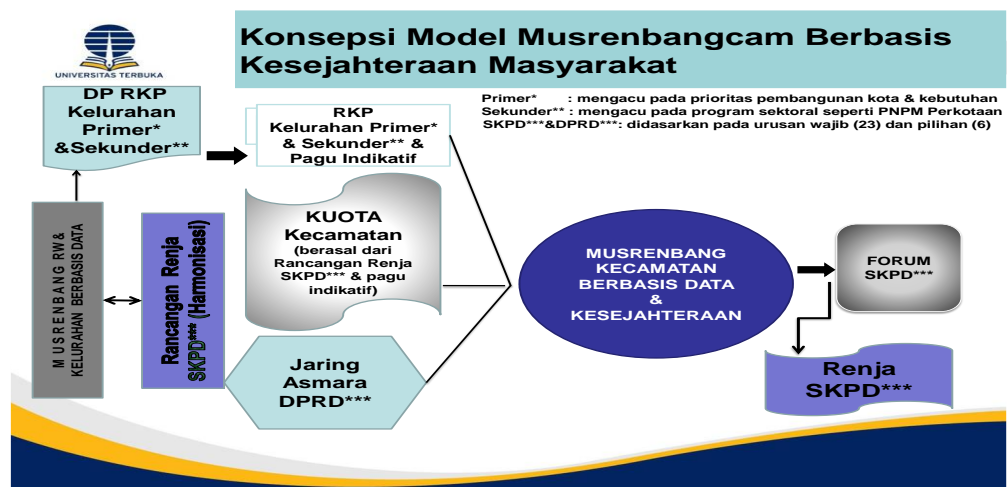 UNIVERSITAS TERBUKA
Konsepsi Model Musrenbangcam Berbasis
Kesejahteraan Masyarakat
Primer* : mengacu pada prioritas pembangunan kota & kebutuhan
Sekunder** : mengacu pada program sektoral seperti PNPM Perkotaan
SKPD***&DPRD***: didasarkan pada urusan wajib (23) dan pilihan (6)
DP RKP
Kelurahan
Primer*
&Sekunder**
RKP
Kelurahan Primer*
& Sekunder** &
Pagu Indikatif
MUSRENBANG RW&
KELURAHAN BERBASIS DATA
Rancangan Renja
SKPD*** (Harmonisasi)
KUOTA
Kecamatan
(berasal dari
Rancangan Renja
SKPD*** & pagu
indikatif)
Jaring
Asmara
DPRD***
MUSRENBANG
KECAMATAN
BERBASIS DATA
&
KESEJAHTERAAN
FORUM
SKPD***
Renja
SKPD***